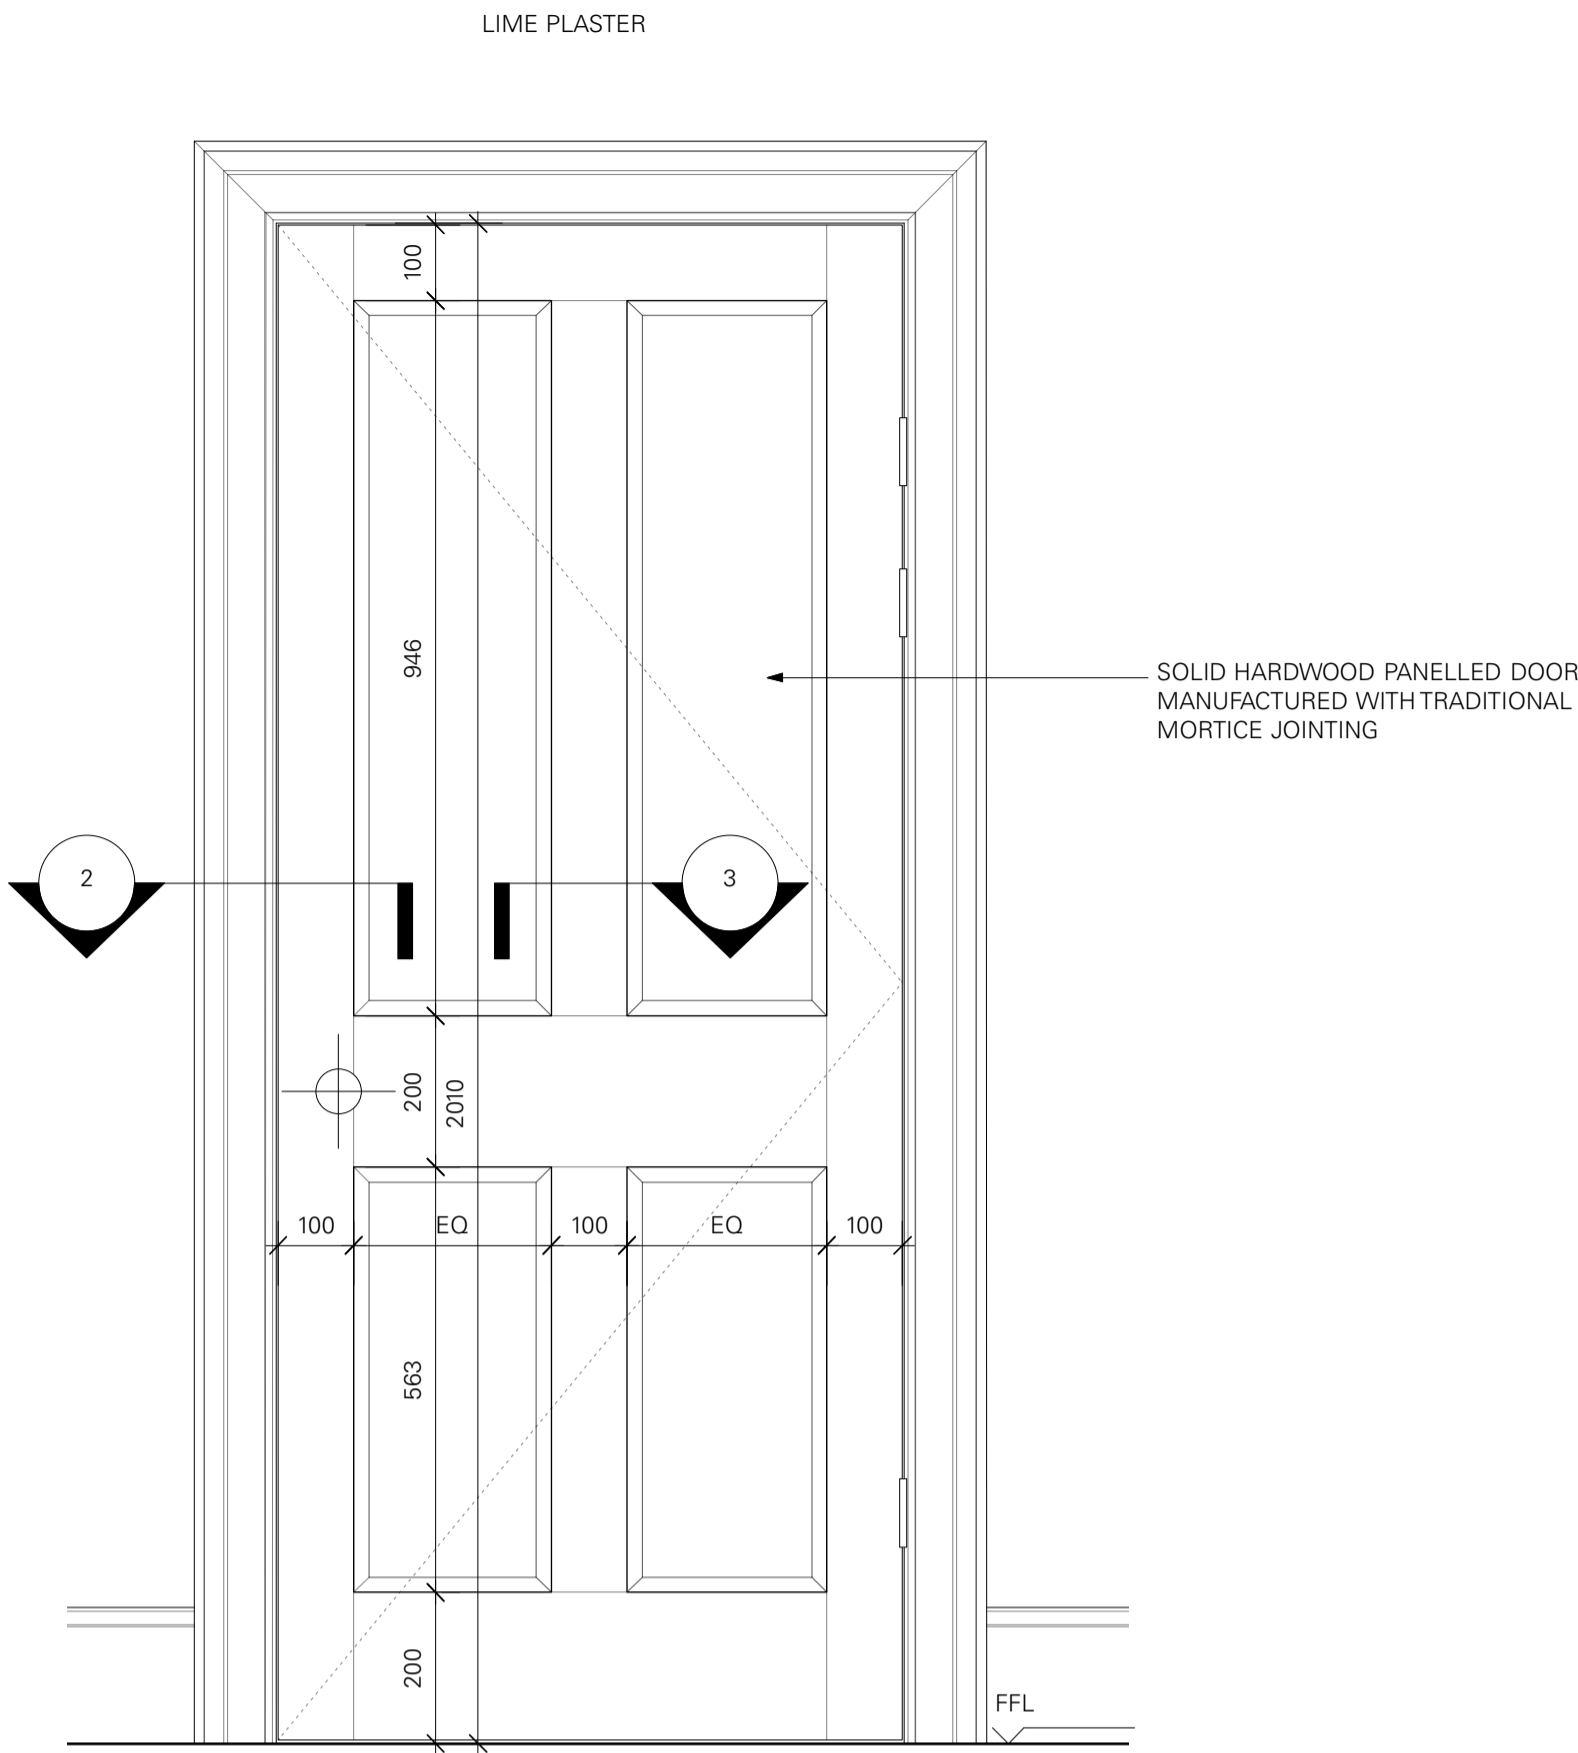 LIME PLASTER
100
946
SOLID HARDWOOD PANELLED DOOR
MANUFACTURED WITH TRADITIONAL
MORTICE JOINTING
2
3
200
2010
100
EQ
100
EQ
100
563
200
FFL